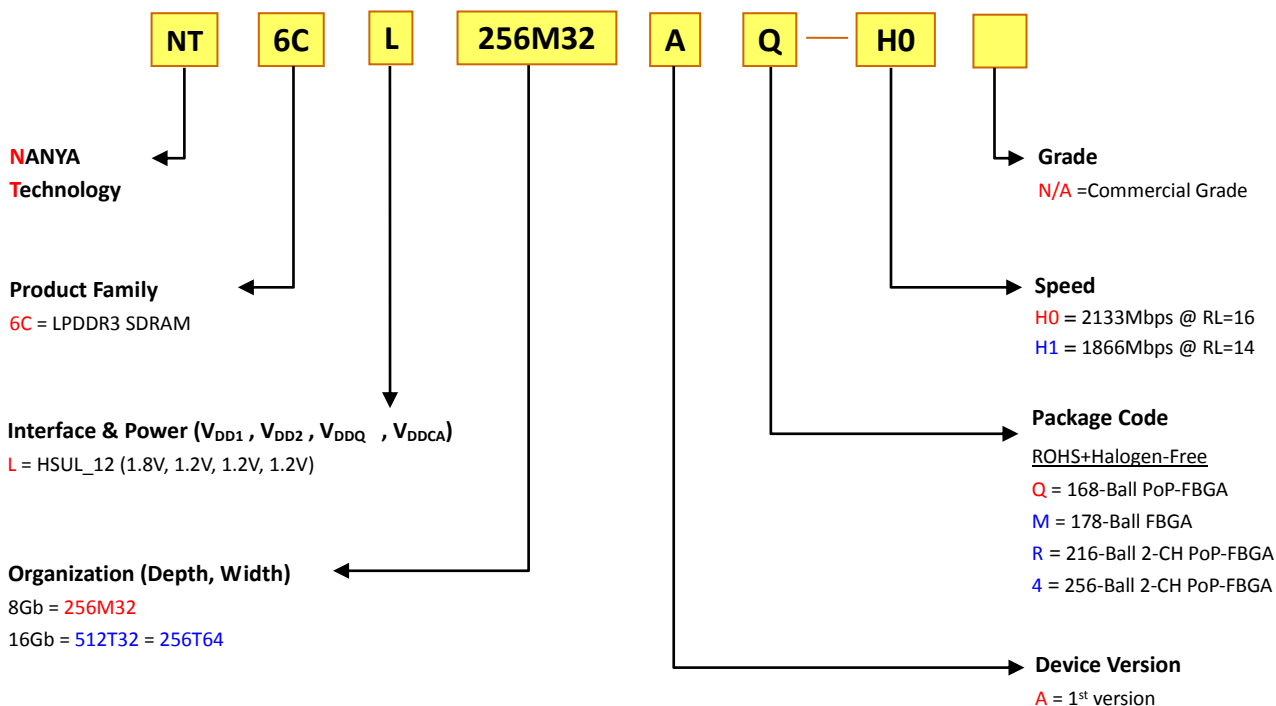 NT 6C L 256M32 A Q — H0
NANYA
Technology
Product Family
6C = LPDDR3 SDRAM
Interface & Power (VDD1 , VDD2 , VDDQ , VDDCA)
L = HSUL_12 (1.8V, 1.2V, 1.2V, 1.2V)
Organization (Depth, Width)
8Gb = 256M32
16Gb = 512T32 = 256T64
Grade
N/A =Commercial Grade
Speed
H0 = 2133Mbps @ RL=16
H1 = 1866Mbps @ RL=14
Package Code
ROHS+Halogen-Free
Q = 168-Ball PoP-FBGA
M = 178-Ball FBGA
R = 216-Ball 2-CH PoP-FBGA
4 = 256-Ball 2-CH PoP-FBGA
Device Version
A = 1st version